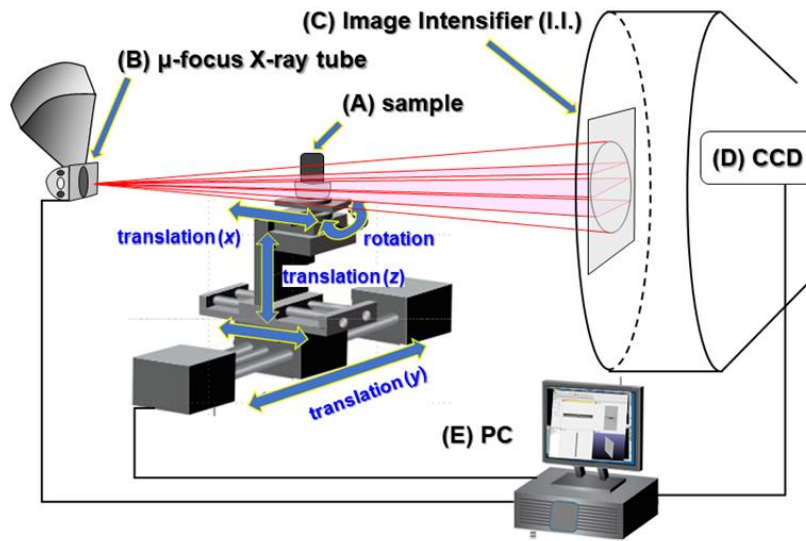 (C) Image Intensifier (I.I.)
(B) μ-focus X-ray tube
(A) sample
(D) CCD
translation (x)
rotation
translation (z)
translation (y)
(E) PC